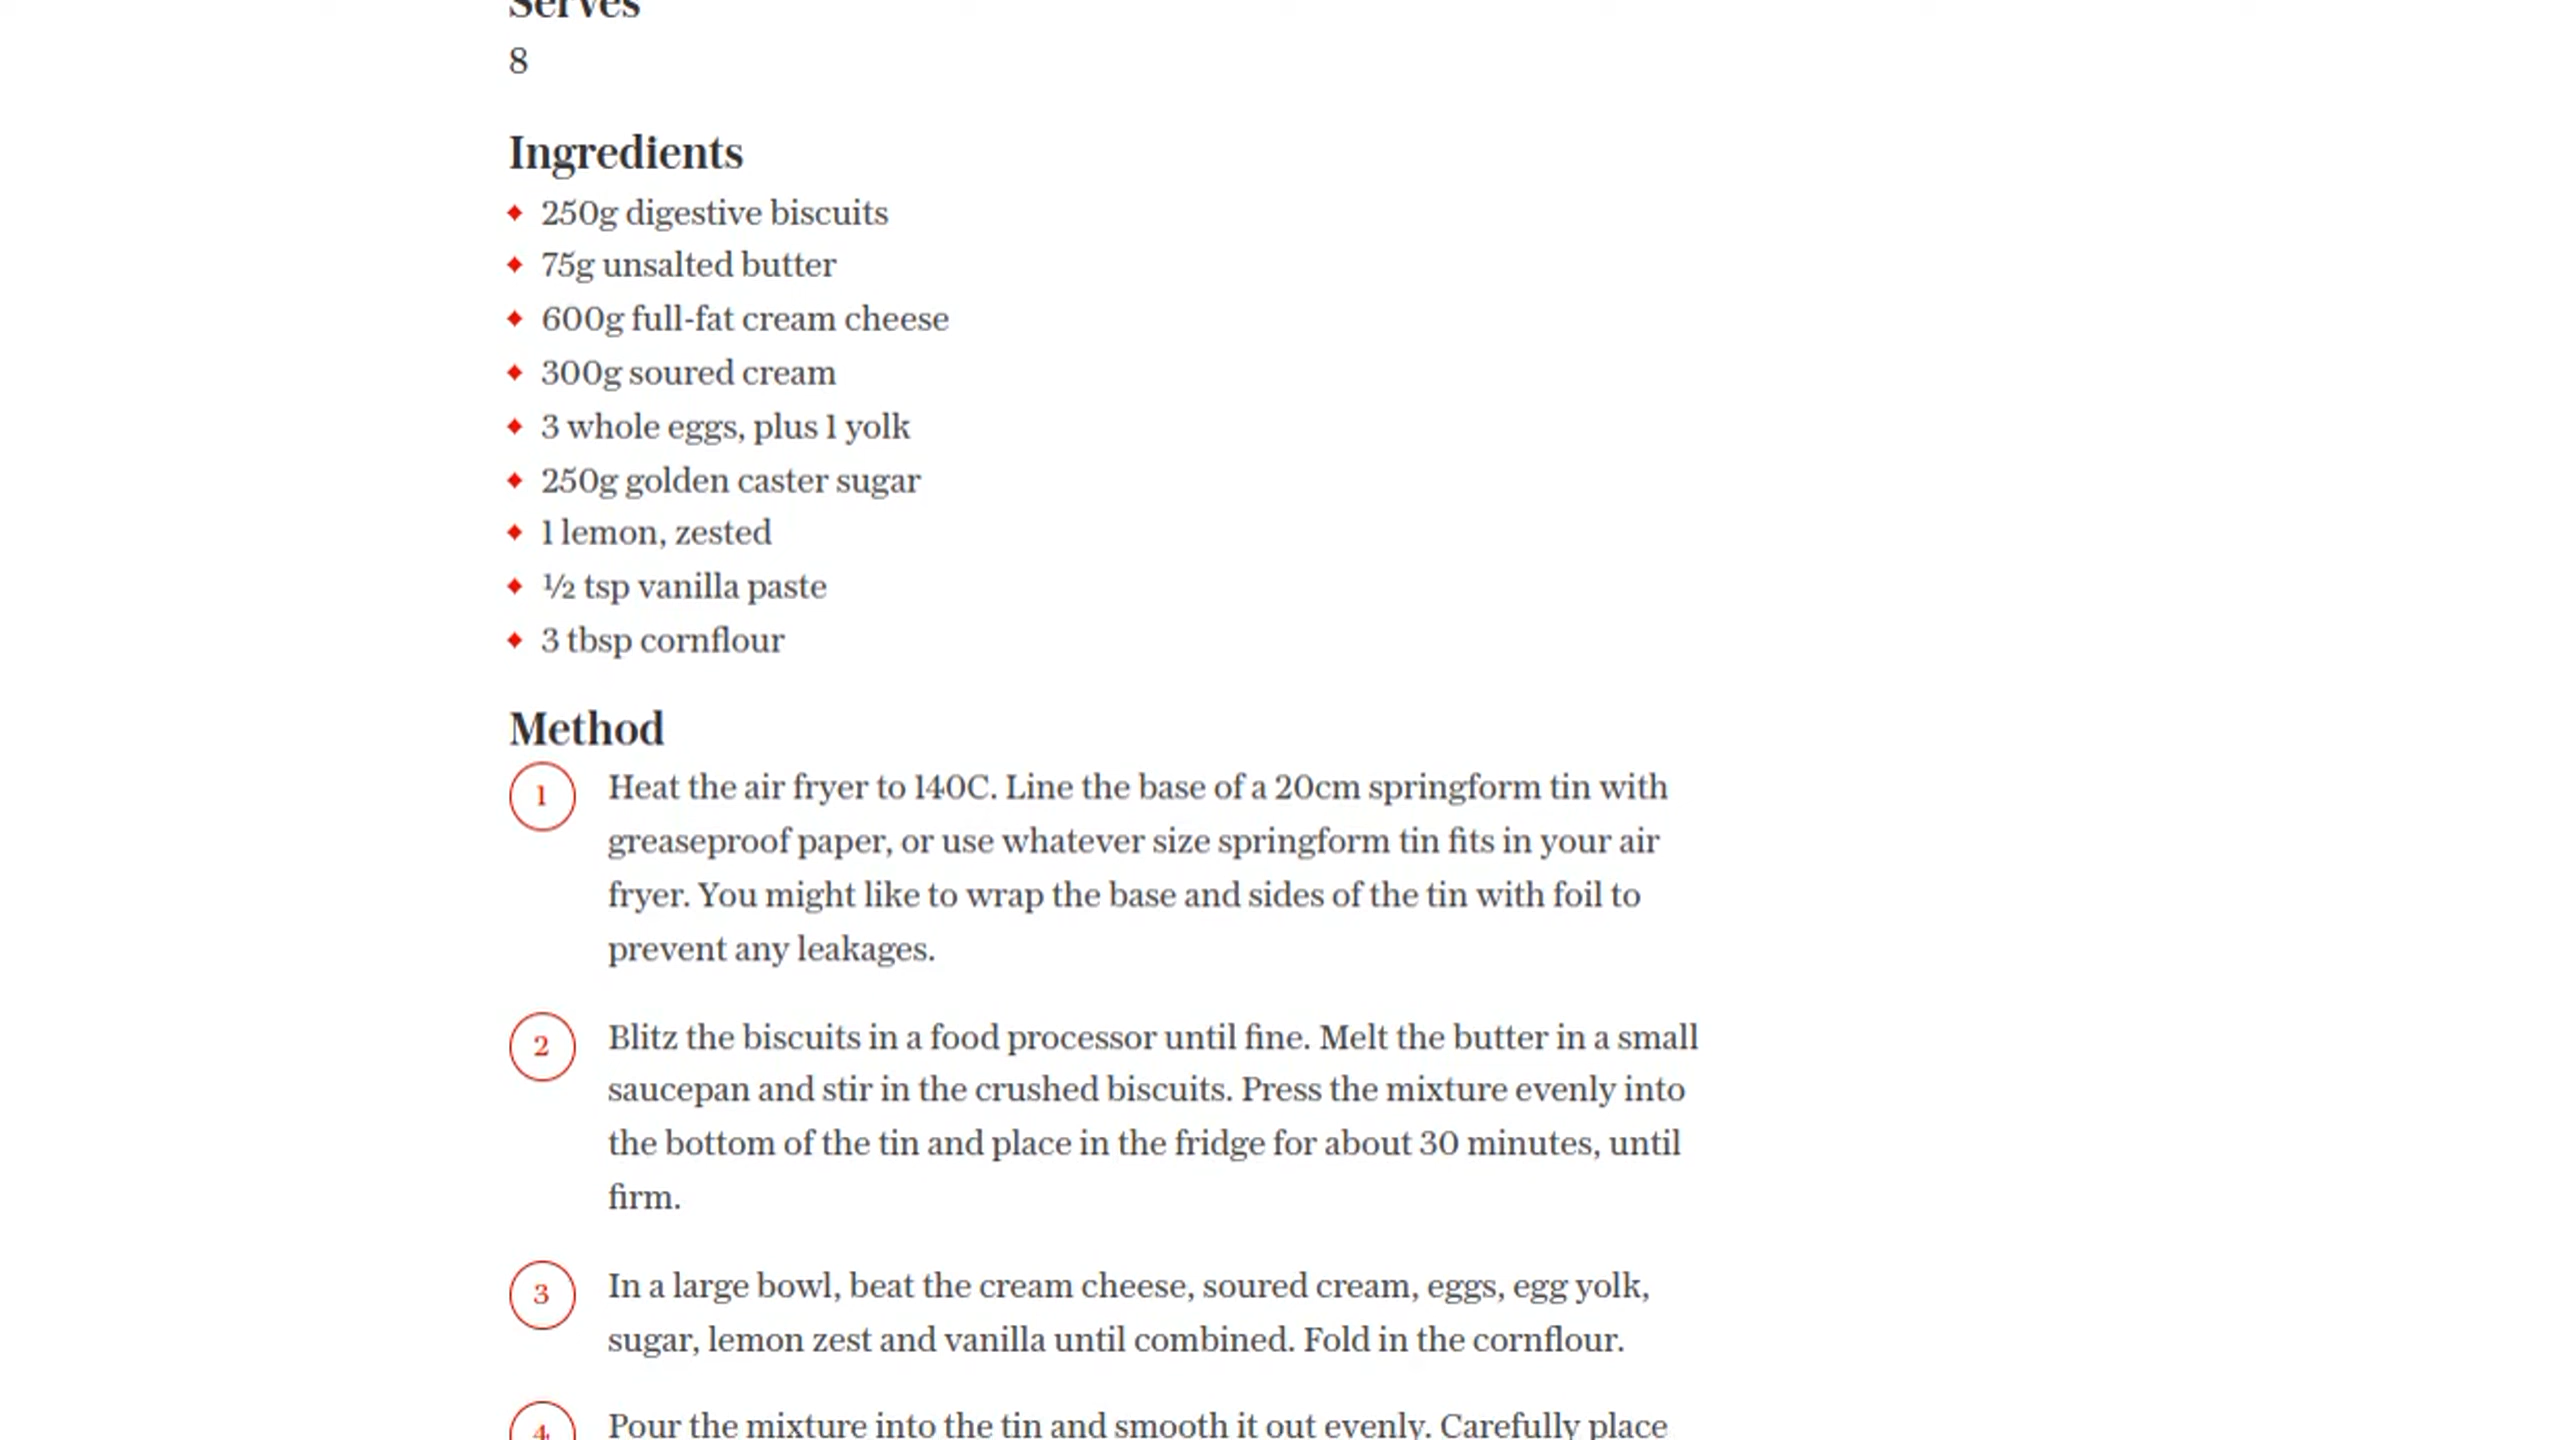 Serves
8
Ingredients
250g digestive biscuits
75g unsalted butter
600g full-fat cream cheese
300g soured cream
3 whole eggs, plus 1 yolk
250g golden caster sugar
1 lemon, zested
½ tsp vanilla paste
3 tbsp cornflour
Method
1 Heat the air fryer to 140C. Line the base of a 20cm springform tin with
greaseproof paper, or use whatever size springform tin fits in your air
fryer. You might like to wrap the base and sides of the tin with foil to
prevent any leakages.
2 Blitz the biscuits in a food processor until fine. Melt the butter in a small
saucepan and stir in the crushed biscuits. Press the mixture evenly into
the bottom of the tin and place in the fridge for about 30 minutes, until
firm.
3 In a large bowl, beat the cream cheese, soured cream, eggs, egg yolk,
sugar, lemon zest and vanilla until combined. Fold in the cornflour.
4 Pour the mixture into the tin and smooth it out evenly. Carefully place